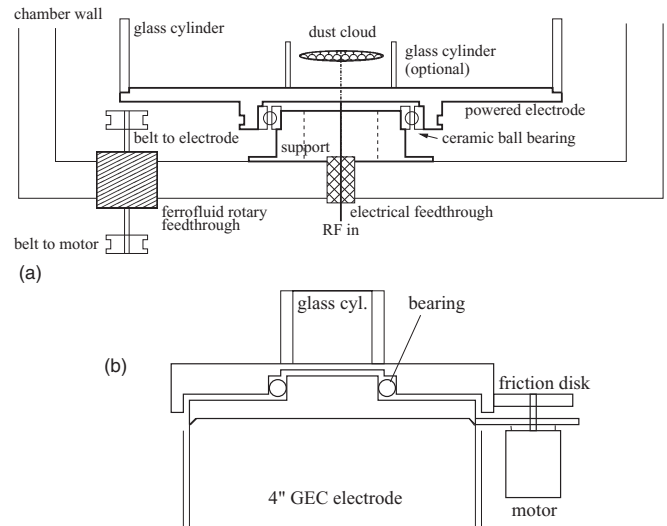 chamber wall
glass cylinder
dust cloud
glass cylinder
(optional)
powered electrode
belt to electrode
ceramic ball bearing
support
ferrofluid rotary
feedthrough
electrical feedthrough
belt to motor
RF in
(a)
glass cyl.
bearing
(b)
friction disk
4" GEC electrode
motor